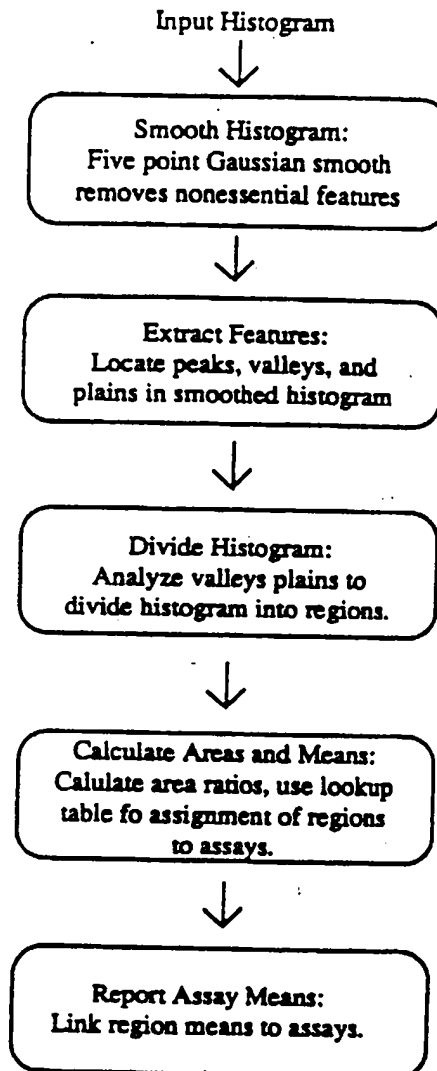 Input Histogram
Smooth Histogram:
Five point Gaussian smooth
removes nonessential features
Extract Features:
Locate peaks, valleys, and
plains in smoothed histogram
Divide Histogram:
Analyze valleys plains to
divide histogram into regions.
Calculate Areas and Means:
Calulate area ratios, use lookup
table fo assignment of regions
to assays.
Report Assay Means:
Link region means to assays.